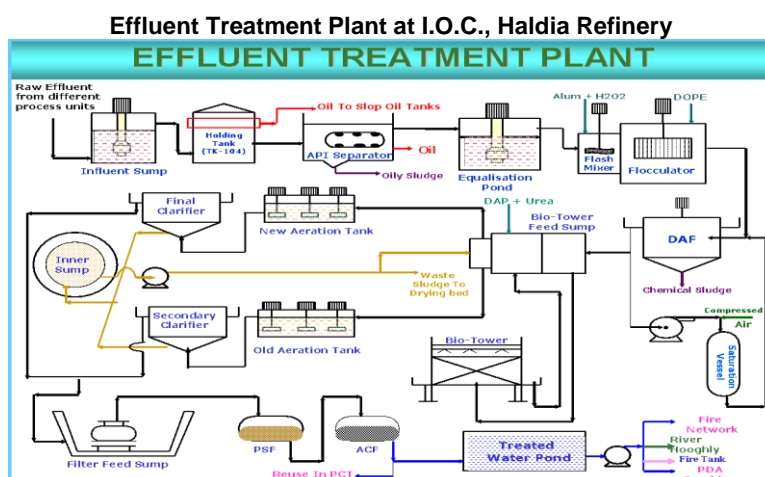 Effluent Treatment Plant at I.O.C., Haldia Refinery
EFFLUENT TREATMENT PLANT
Raw Effluent
from different
process units
Oil To Slop Oil Tanks
Alum + H2O2
DOPE
Holding
Tank
(TK-104)
API Separator
Oil
Flash
Mixer
Flocculator
Influent Sump
Oily Sludge
Equalisation
Pond
Final
Clarifier
New Aeration Tank
DAP + Urea
Bio-Tower
Feed Sump
DAF
Inner
Sump
Waste
Sludge To
Drying bed
Chemical Sludge
Secondary
Clarifier
Old Aeration Tank
Bio-Tower
Compressed
Air
Saturation
Vessel
Filter Feed Sump
PSF
ACF
Treated
Water Pond
Fire
Network
River
Hooghly
Fire Tank
PDA
Reuse In PCT